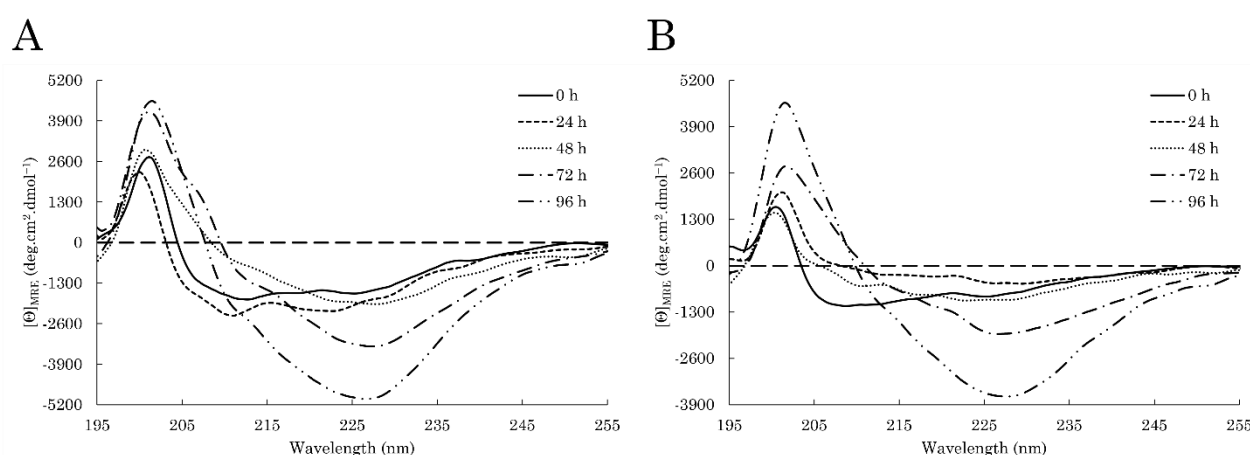 A
B
5200
3900
2600
1300
0
-1300
-2600
-3900
-5200
[Θ]MRE (deg.cm².dmol⁻¹)
195
205
215
225
235
245
255
Wavelength (nm)
0 h
24 h
48 h
72 h
96 h
5200
3900
2600
1300
0
-1300
-2600
-3900
[Θ]MRE (deg.cm².dmol⁻¹)
195
205
215
225
235
245
255
Wavelength (nm)
0 h
24 h
48 h
72 h
96 h